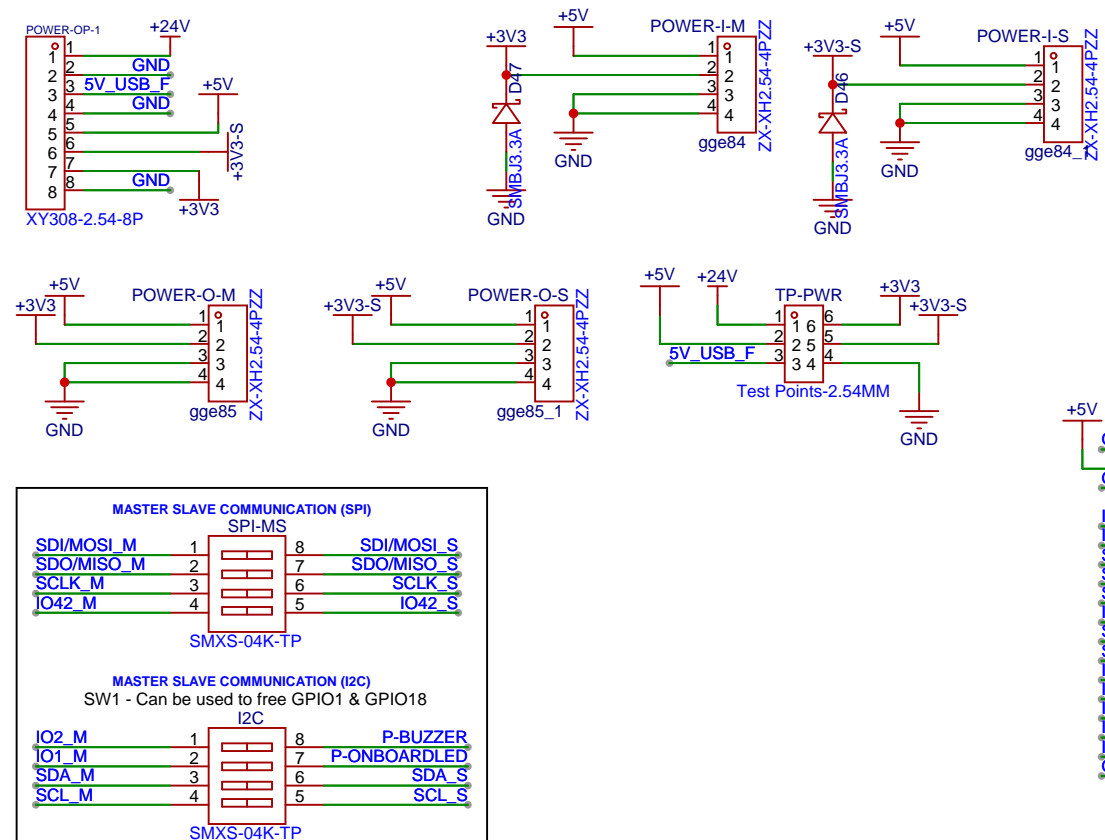 POWER-OP-1
+24V
1 1
2 2 GND
3 3 5V_USB_F
4 4 GND
5 5 +5V
6 6 +3V3-S
7 7 +3V3
8 8 GND
XY308-2.54-8P
+3V3
D47
SMBJ3.3A
GND
+5V
POWER-I-M
1 1
2 2
3 3
4 4
GND
gge84
ZX-XH2.54-4PZZ
+3V3-S
D46
SMBJ3.3A
GND
+5V
POWER-I-S
1 1
2 2
3 3
4 4
GND
gge84_1
ZX-XH2.54-4PZZ
+3V3
+5V
POWER-O-M
1 1
2 2
3 3
4 4
GND
gge85
ZX-XH2.54-4PZZ
+3V3-S
+5V
POWER-O-S
1 1
2 2
3 3
4 4
GND
gge85_1
ZX-XH2.54-4PZZ
+5V
+24V
TP-PWR
+3V3
+3V3-S
1 1 6 6
2 2 5 5
5V_USB_F 3 3 4 4
Test Points-2.54MM
GND
+5V
MASTER SLAVE COMMUNICATION (SPI)
SPI-MS
SDI/MOSI_M 1 8 SDI/MOSI_S
SDO/MISO_M 2 7 SDO/MISO_S
SCLK_M 3 6 SCLK_S
IO42_M 4 5 IO42_S
SMXS-04K-TP
MASTER SLAVE COMMUNICATION (I2C)
SW1 - Can be used to free GPIO1 & GPIO18
I2C
IO2_M 1 8 P-BUZZER
IO1_M 2 7 P-ONBOARDLED
SDA_M 3 6 SDA_S
SCL_M 4 5 SCL_S
SMXS-04K-TP